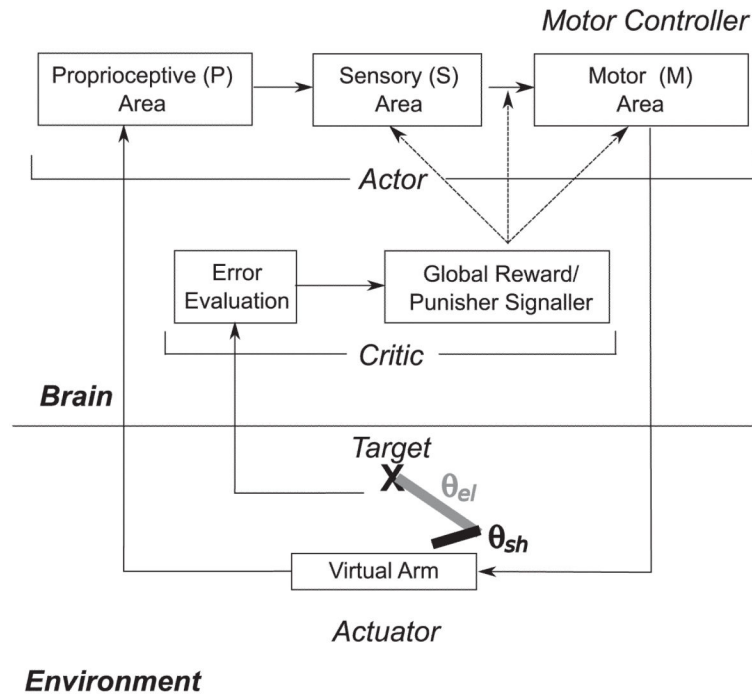 Motor Controller
Proprioceptive (P)
Area
Sensory (S)
Area
Motor (M)
Area
Actor
Error
Evaluation
Global Reward/
Punisher Signaller
Critic
Brain
Target
θel
θsh
Virtual Arm
Actuator
Environment